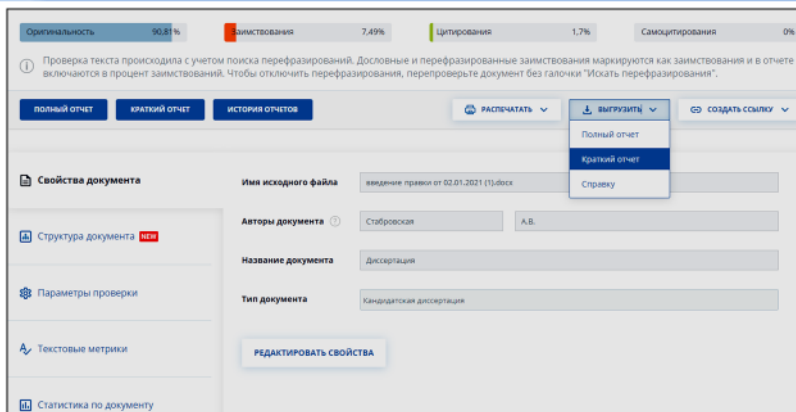 Оригинальность 90,81% Заимствования 7,49% Цитирования 1,7% Самоцитирования 0%
Проверка текста происходила с учетом поиска перефразирований. Дословные и перефразированные заимствования маркируются как заимствования и в отчете
включаются в процент заимствований. Чтобы отключить перефразирования, перепроверьте документ без галочки "Искать перефразирования".
ПОЛНЫЙ ОТЧЕТ КРАТКИЙ ОТЧЕТ ИСТОРИЯ ОТЧЕТОВ РАСПЕЧАТАТЬ ВЫГРУЗИТЬ СОЗДАТЬ ССЫЛКУ
Полный отчет
Краткий отчет
Справку
Свойства документа
Имя исходного файла введение правки от 02.01.2021 (1).docx
Авторы документа ? Стабровская А.В.
Структура документа NEW
Название документа Диссертация
Параметры проверки
Тип документа Кандидатская диссертация
Текстовые метрики
РЕДАКТИРОВАТЬ СВОЙСТВА
Статистика по документу